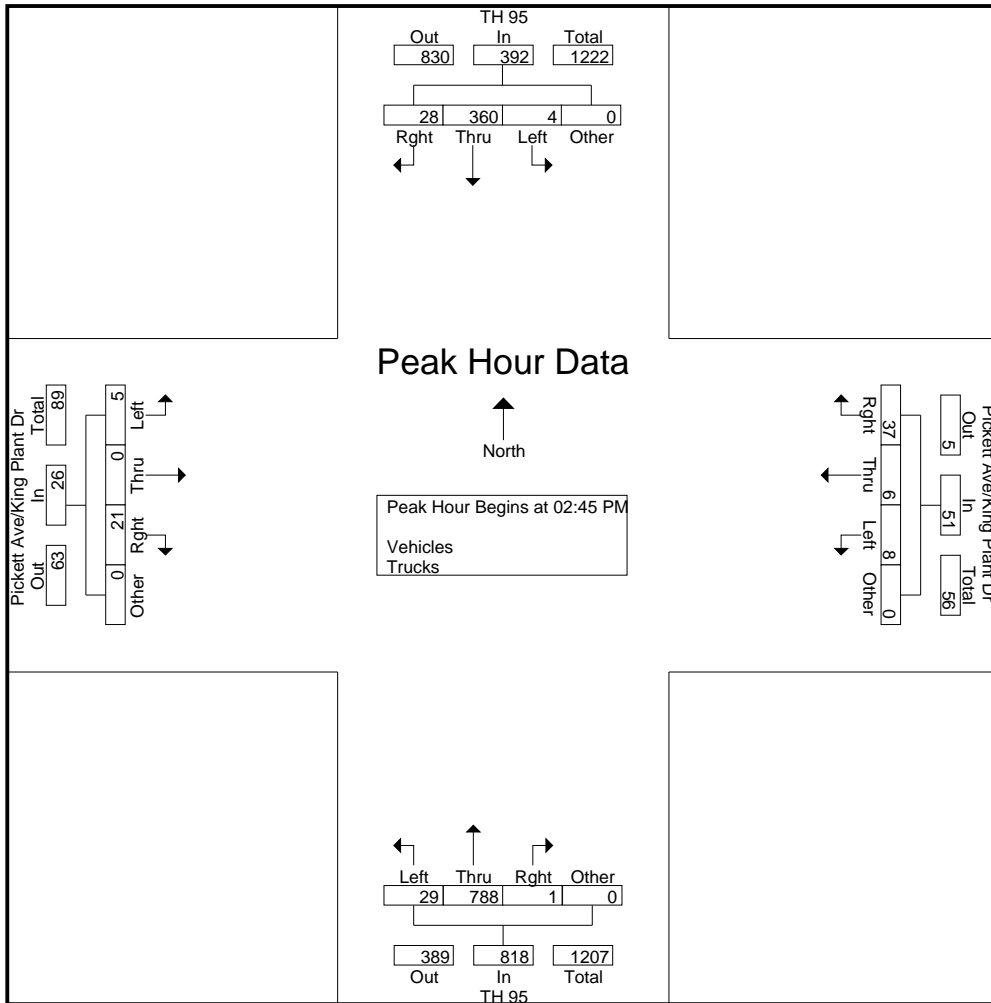 TH 95
Out In Total
830 392 1222
28 360 4 0
Rght Thru Left Other
Peak Hour Data
North
Peak Hour Begins at 02:45 PM
Vehicles
Trucks
Pickett Ave/King Plant Dr
Total In Out
89 26 63
5 0 21 0
Left Thru Rght Other
Rght Thru Left Other
37 6 8 0
5 51 56
Out In Total
Pickett Ave/King Plant Dr
Left Thru Rght Other
29 788 1 0
389 818 1207
Out In Total
TH 95